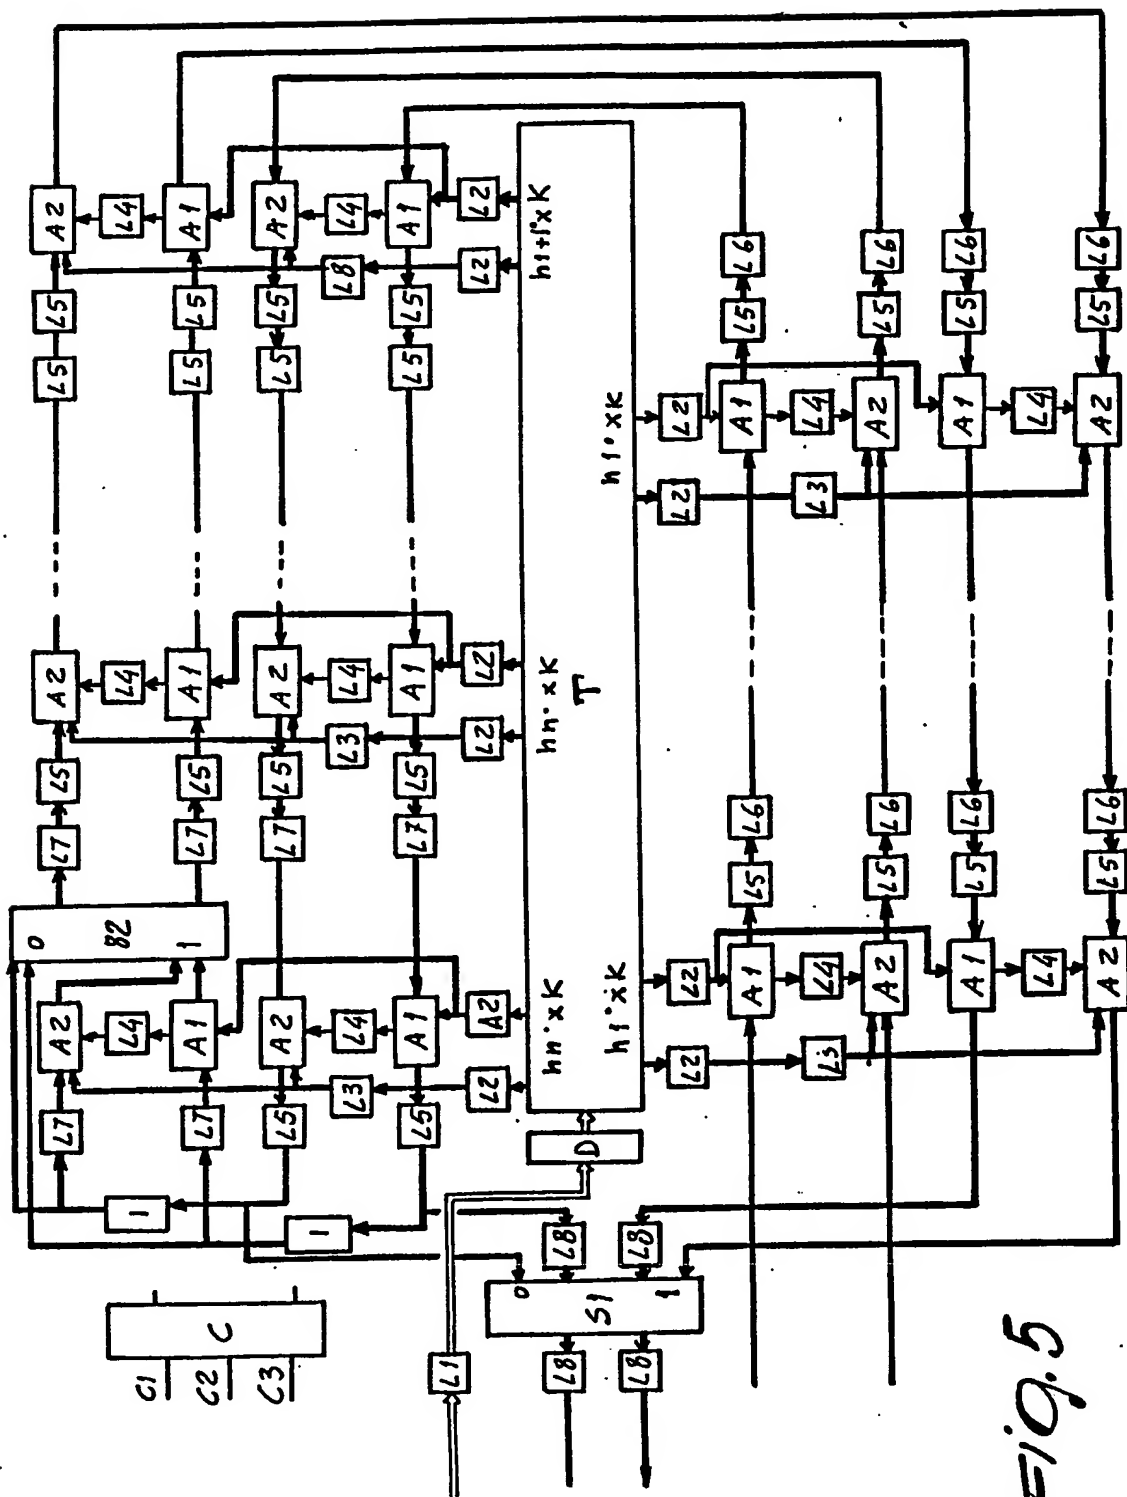 L7 A2 0 L7 L5 A2 L5 L5 A2
C1 I L4 B2 L4 L4
C2 C L7 A1 1 L7 L5 A1 L5 L5 A1
C3 L5 A2 L7 L5 A2 L5 L5 A2
I L3 L4 L3 L4 L8 L4
L5 A1 L7 L5 A1 L5 L5 A1
L1 L2 A2 L2 L2 L2 L2
0
hn·xK hn·xK h1+1·xK
L8 L8 D T
S1
h1·xK h1·xK
L8 L8
1
L2 L2 L2 L2
A1 L5 L6 A1 L5 L6
L3 L4 L3 L4
A2 L5 L6 A2 L5 L6
A1 L5 L6 A1 L5 L6
L4 L4
A2 L5 L6 A2 L5 L6
Fig. 5